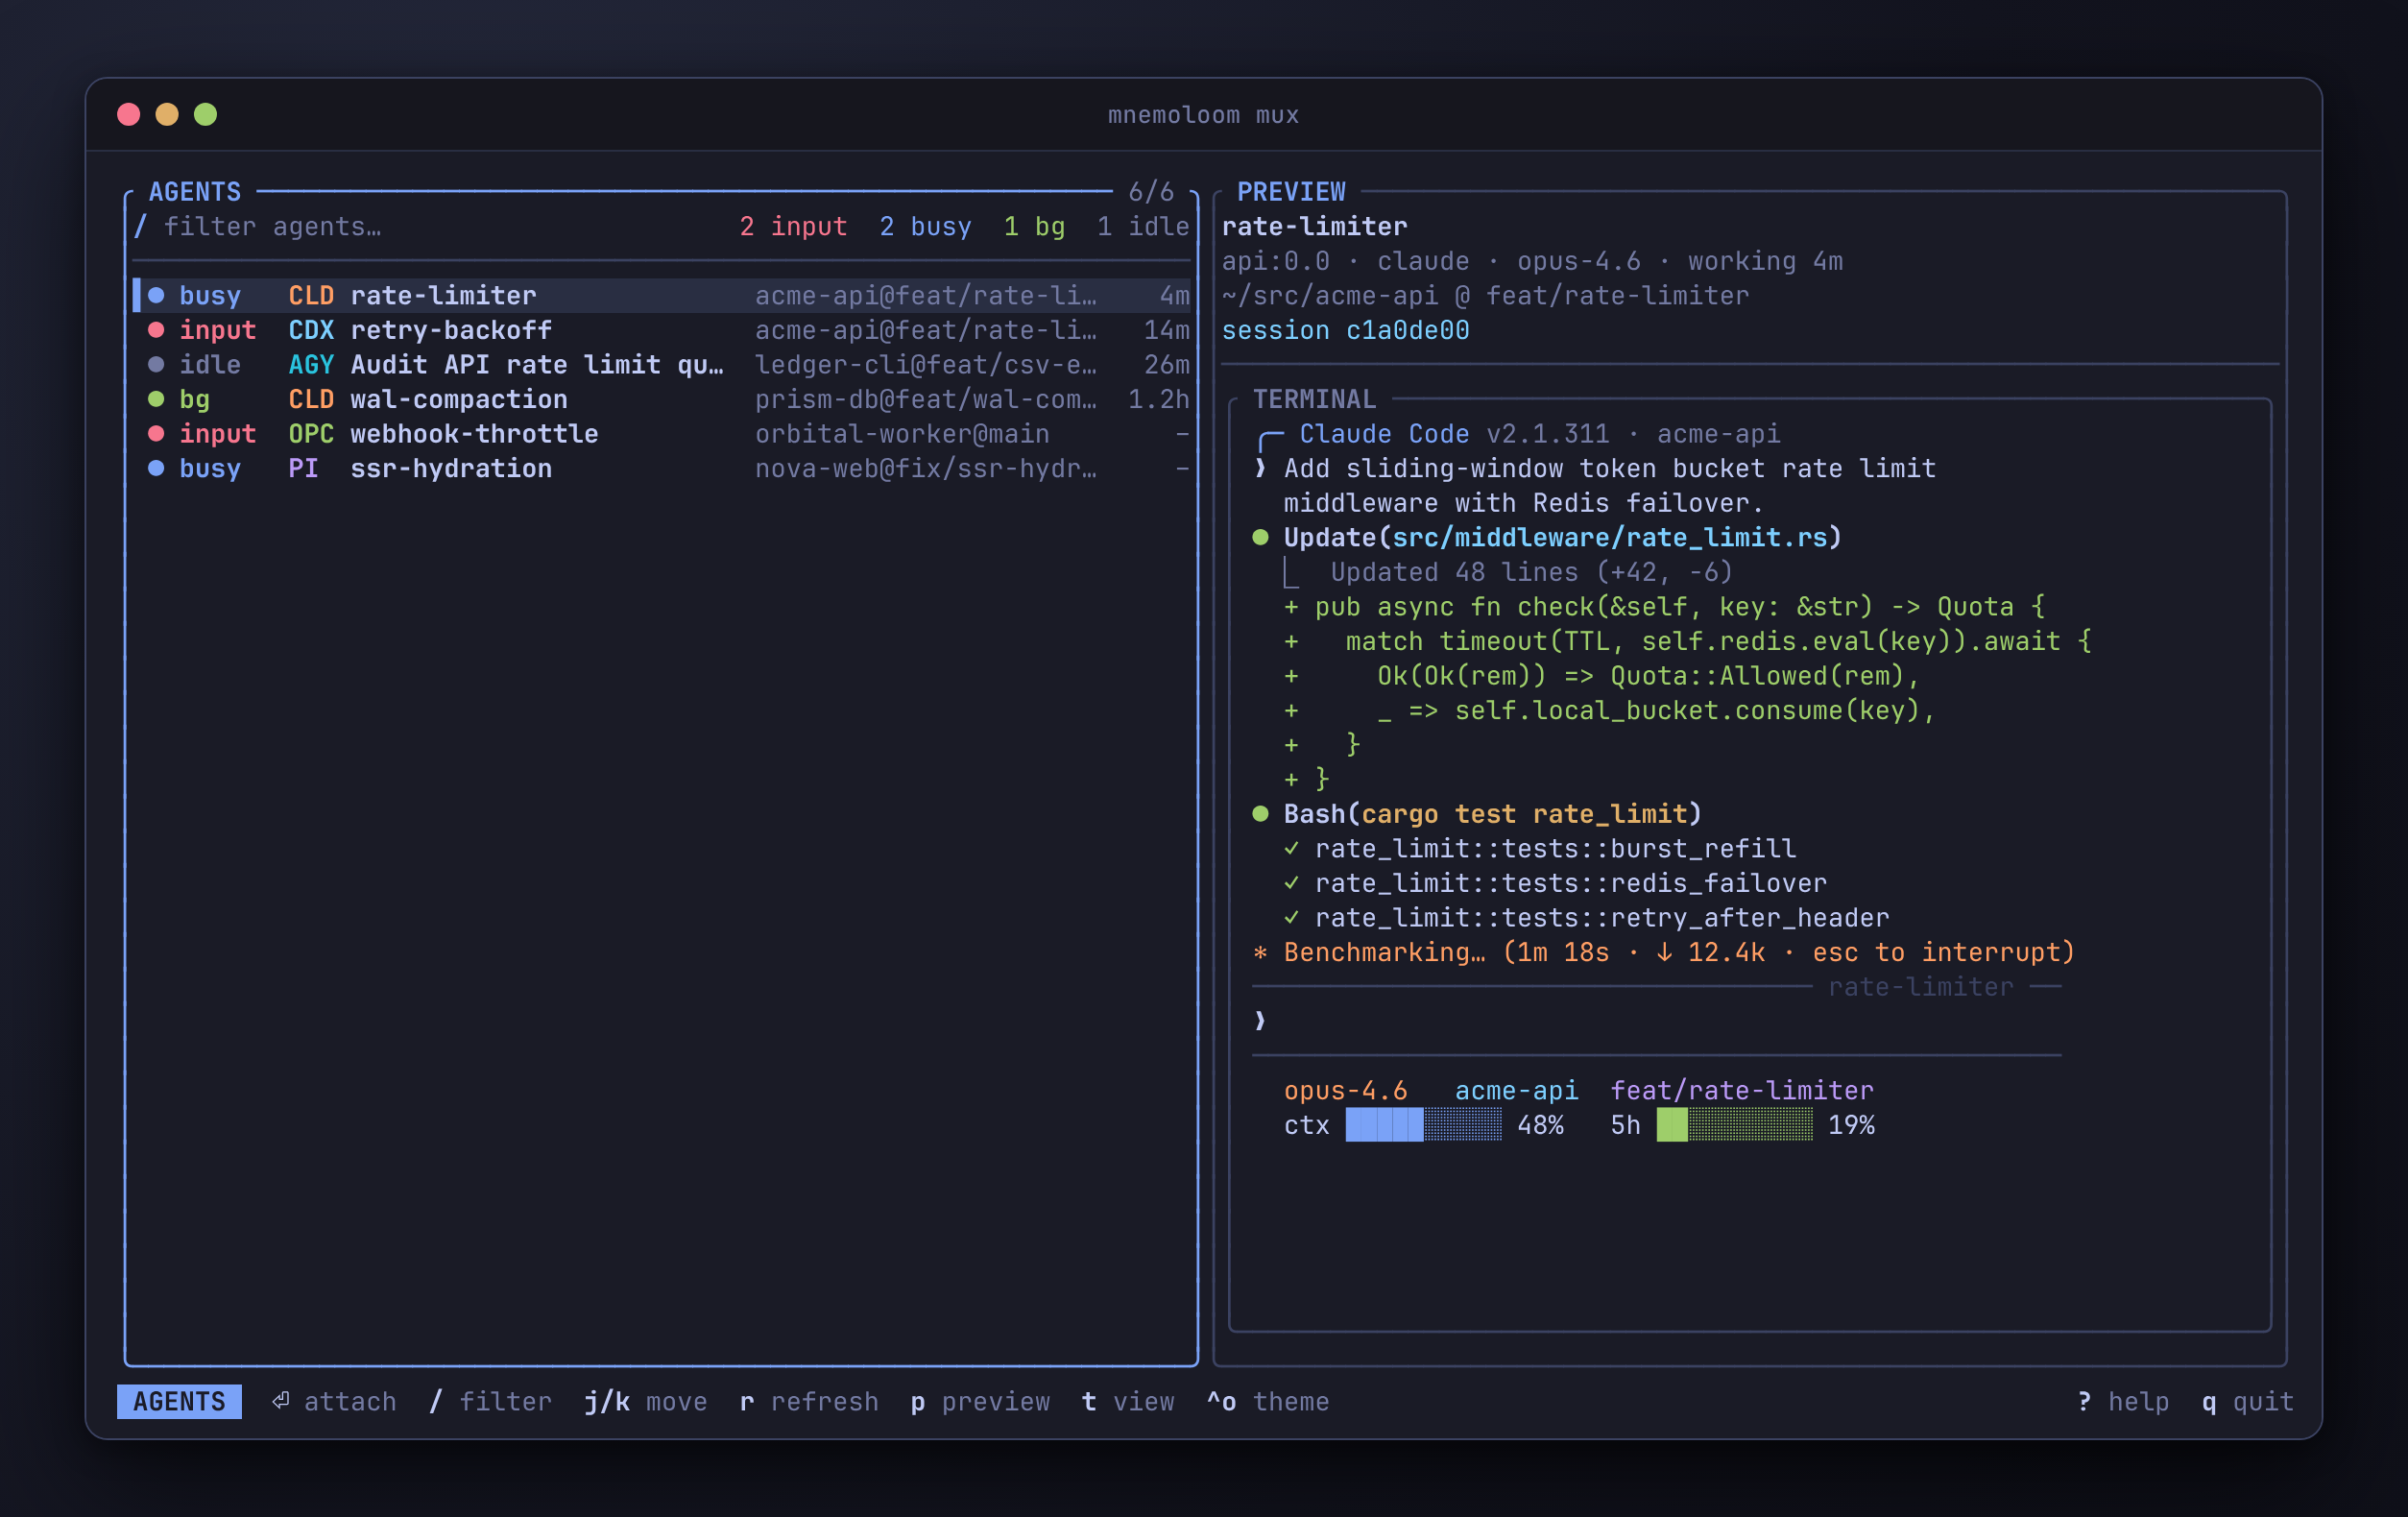 mnemoloom mux
AGENTS 6/6
/ filter agents… 2 input 2 busy 1 bg 1 idle
● busy CLD rate-limiter acme-api@feat/rate-li… 4m
● input CDX retry-backoff acme-api@feat/rate-li… 14m
● idle AGY Audit API rate limit qu… ledger-cli@feat/csv-e… 26m
● bg CLD wal-compaction prism-db@feat/wal-com… 1.2h
● input OPC webhook-throttle orbital-worker@main –
● busy PI ssr-hydration nova-web@fix/ssr-hydr… –
PREVIEW
rate-limiter
api:0.0 · claude · opus-4.6 · working 4m
~/src/acme-api @ feat/rate-limiter
session c1a0de00
TERMINAL
╭─ Claude Code v2.1.311 · acme-api
❯ Add sliding-window token bucket rate limit
middleware with Redis failover.
● Update(src/middleware/rate_limit.rs)
⎿ Updated 48 lines (+42, -6)
+ pub async fn check(&self, key: &str) -> Quota {
+   match timeout(TTL, self.redis.eval(key)).await {
+     Ok(Ok(rem)) => Quota::Allowed(rem),
+     _ => self.local_bucket.consume(key),
+   }
+ }
● Bash(cargo test rate_limit)
✓ rate_limit::tests::burst_refill
✓ rate_limit::tests::redis_failover
✓ rate_limit::tests::retry_after_header
* Benchmarking… (1m 18s · ↓ 12.4k · esc to interrupt)
rate-limiter
❯
opus-4.6 acme-api feat/rate-limiter
ctx 48% 5h 19%
AGENTS ⏎ attach / filter j/k move r refresh p preview t view ^o theme ? help q quit